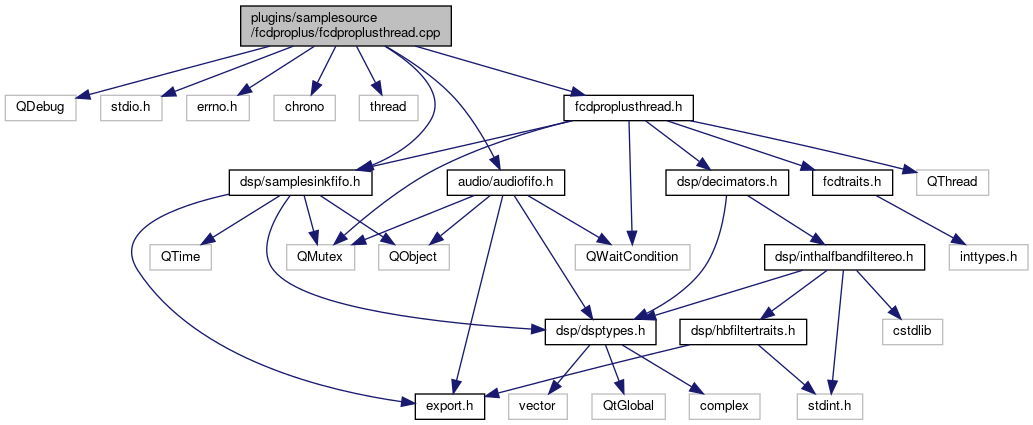 plugins/samplesource
/fcdproplus/fcdproplusthread.cpp
QDebug
stdio.h
errno.h
chrono
thread
fcdproplusthread.h
dsp/samplesinkfifo.h
audio/audiofifo.h
dsp/decimators.h
fcdtraits.h
QThread
QTime
QMutex
QObject
QWaitCondition
dsp/inthalfbandfiltereo.h
inttypes.h
dsp/dsptypes.h
dsp/hbfiltertraits.h
cstdlib
export.h
vector
QtGlobal
complex
stdint.h